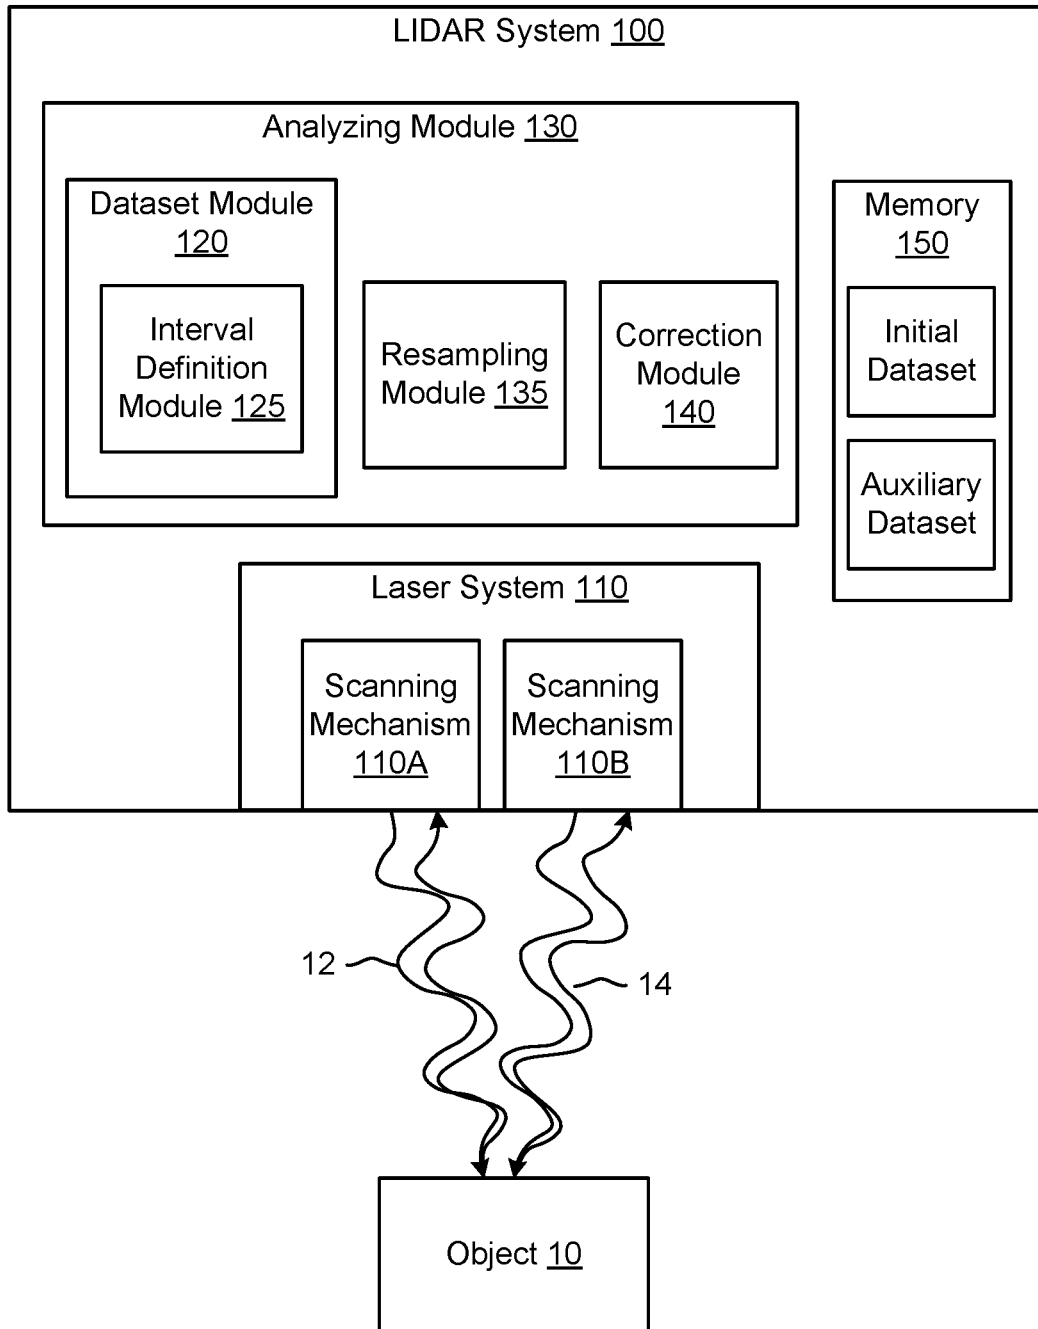 LIDAR System 100
Analyzing Module 130
Dataset Module
120
Interval
Definition
Module 125
Resampling
Module 135
Correction
Module
140
Memory
150
Initial
Dataset
Auxiliary
Dataset
Laser System 110
Scanning
Mechanism
110A
Scanning
Mechanism
110B
12
14
Object 10